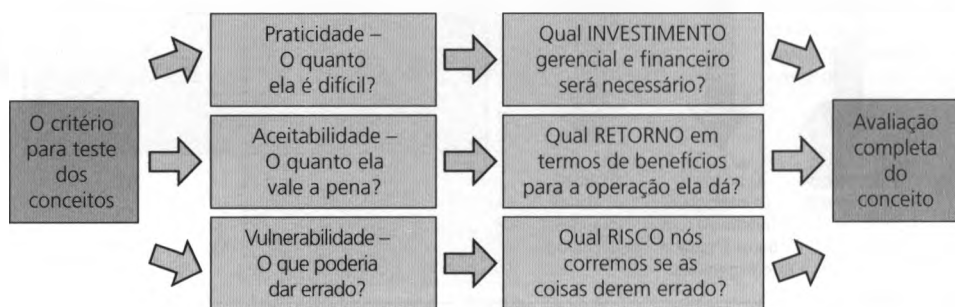 O critério
para teste
dos
conceitos
Praticidade –
O quanto
ela é difícil?
Qual INVESTIMENTO
gerencial e financeiro
será necessário?
Aceitabilidade –
O quanto ela
vale a pena?
Qual RETORNO em
termos de benefícios
para a operação ela dá?
Vulnerabilidade –
O que poderia
dar errado?
Qual RISCO nós
corremos se as
coisas derem errado?
Avaliação
completa
do
conceito